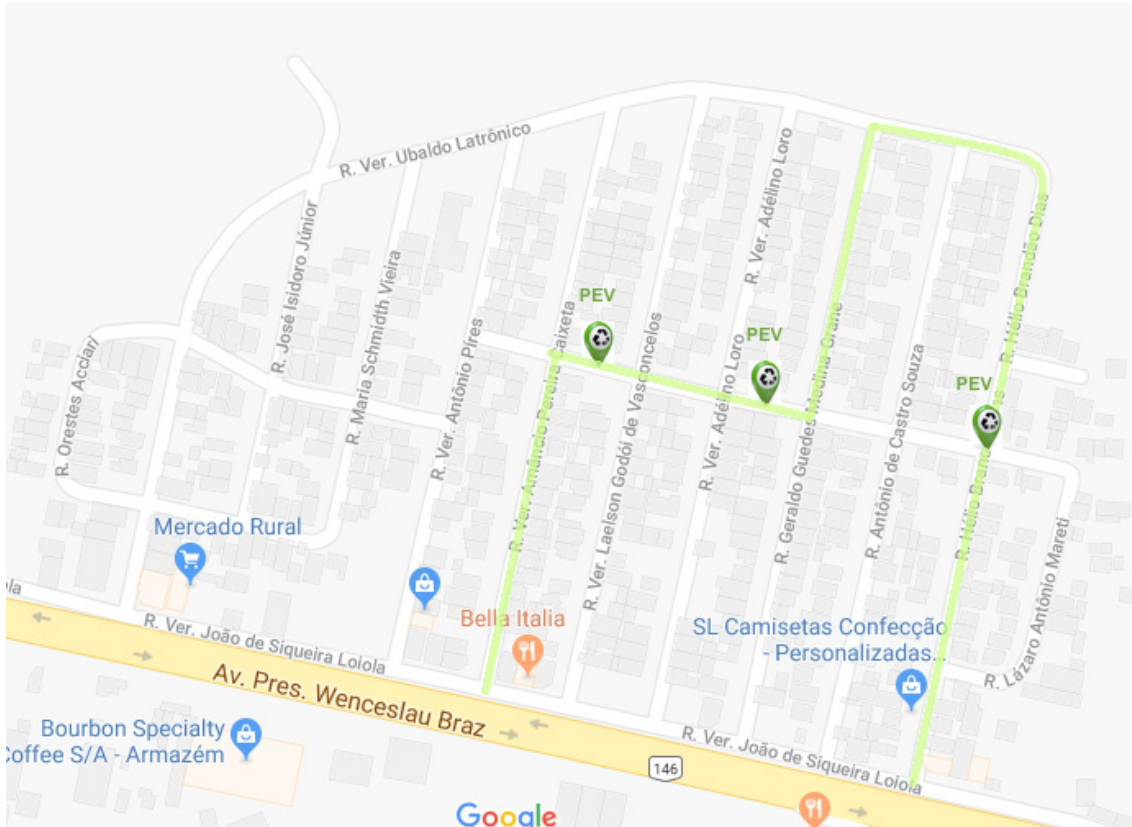 R. Ver. Ubaldo Latrônico
R. José Isidoro Júnior
R. Maria Schmidth Vieira
R. Orestes Acciari
R. Ver. Antônio Pires
R. Ver. Adélino Loro
PEV
PEV
PEV
R. Ver. Amâncio Pereira Caixeta
R. Ver. Laelson Godói de Vasconcelos
R. Ver. Adélino Loro
R. Geraldo Guedes Medina Grané
R. Antônio de Castro Souza
R. Hélio Brandão Dias
R. Hélio Brandão Dias
R. Lázaro Antônio Mareti
Mercado Rural
Bella Italia
SL Camisetas Confecção
- Personalizadas...
R. Ver. João de Siqueira Loiola
Av. Pres. Wenceslau Braz
R. Ver. João de Siqueira Loiola
Bourbon Specialty
Coffee S/A - Armazém
146
Google